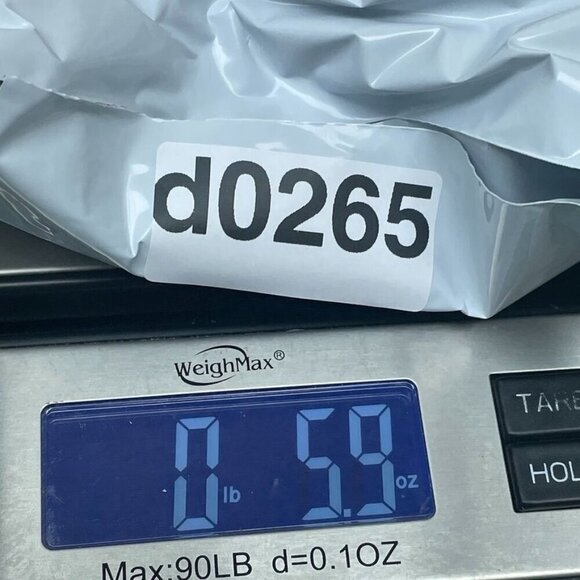 d0265
WeighMax®
0 lb 5.9 oz
TARE
HOL
Max:90LB d=0.1OZ